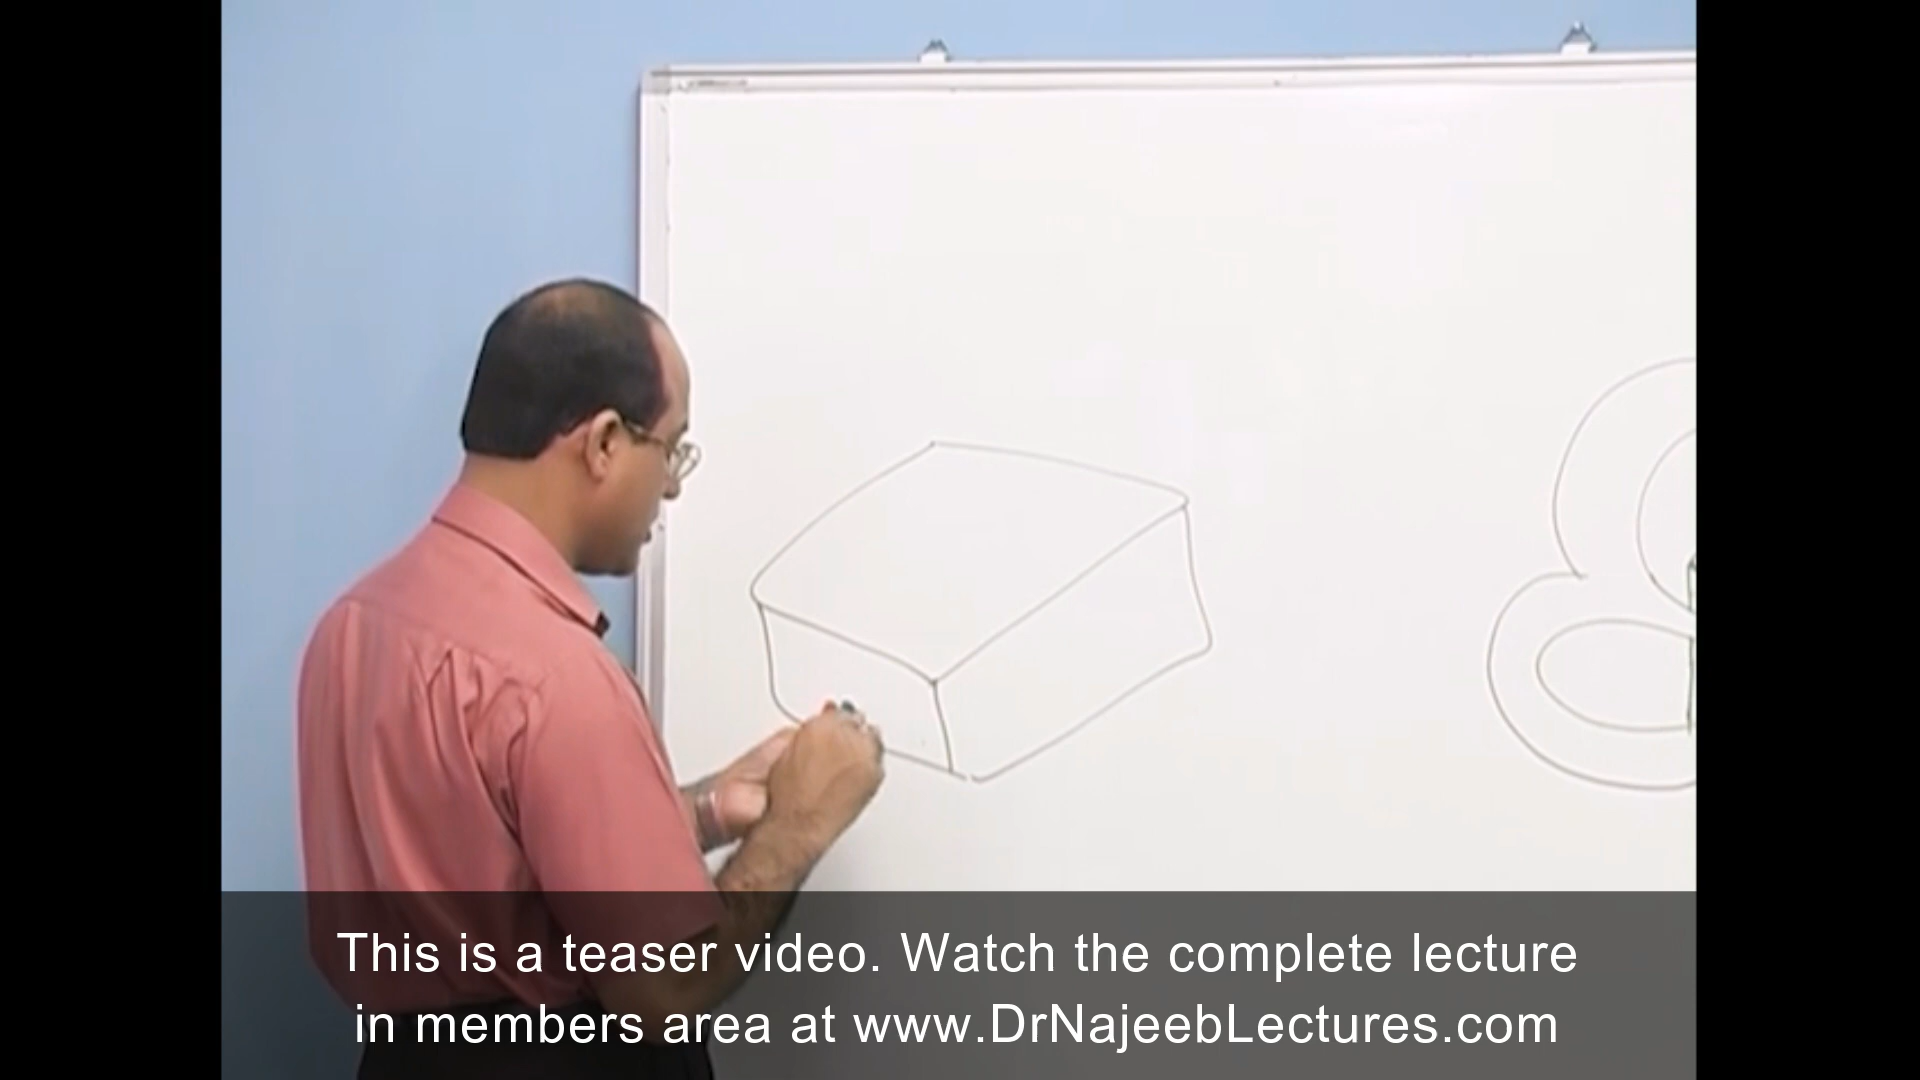 This is a teaser video. Watch the complete lecture
in members area at www.DrNajeebLectures.com